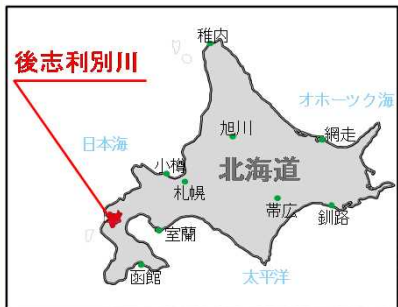 稚内
後志利別川
オホーツク海
旭川
網走
日本海
小樽
北海道
札幌
帯広
釧路
室蘭
太平洋
函館